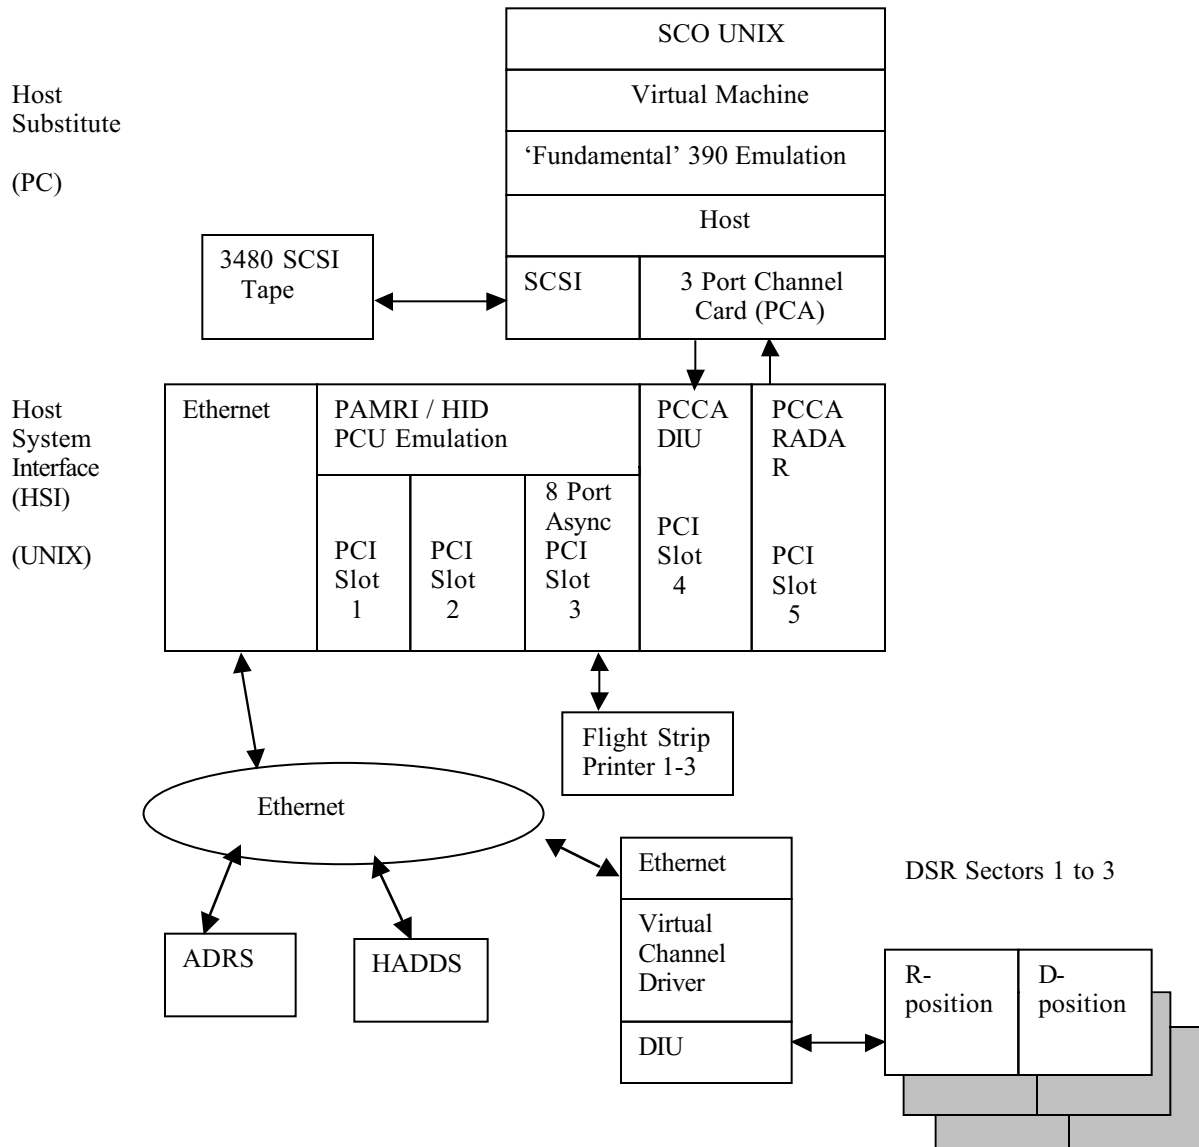 SCO UNIX
Host
Substitute
(PC)
Virtual Machine
‘Fundamental’ 390 Emulation
Host
3480 SCSI
Tape
SCSI
3 Port Channel
Card (PCA)
Host
System
Interface
(HSI)
(UNIX)
Ethernet
PAMRI / HID
PCU Emulation
PCI
Slot
1
PCI
Slot
2
8 Port
Async
PCI
Slot
3
PCCA
DIU
PCI
Slot
4
PCCA
RADA
R
PCI
Slot
5
Flight Strip
Printer 1-3
Ethernet
ADRS
HADDS
Ethernet
Virtual
Channel
Driver
DIU
DSR Sectors 1 to 3
R-
position
D-
position